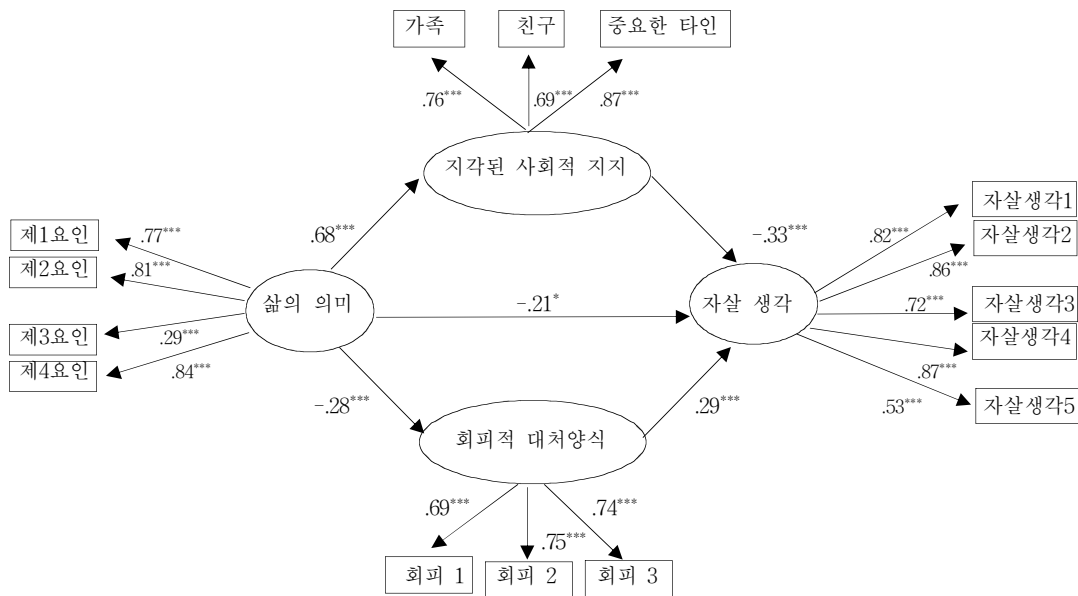 가족
친구
중요한 타인
.76***
.69***
.87***
지각된 사회적 지지
제1요인
제2요인
제3요인
제4요인
.77***
.81***
.29***
.84***
.68***
-.33***
삶의 의미
-.21*
자살 생각
-.28***
.29***
회피적 대처양식
.82***
.86***
.72***
.87***
.53***
자살생각1
자살생각2
자살생각3
자살생각4
자살생각5
.69***
.75***
.74***
회피 1
회피 2
회피 3